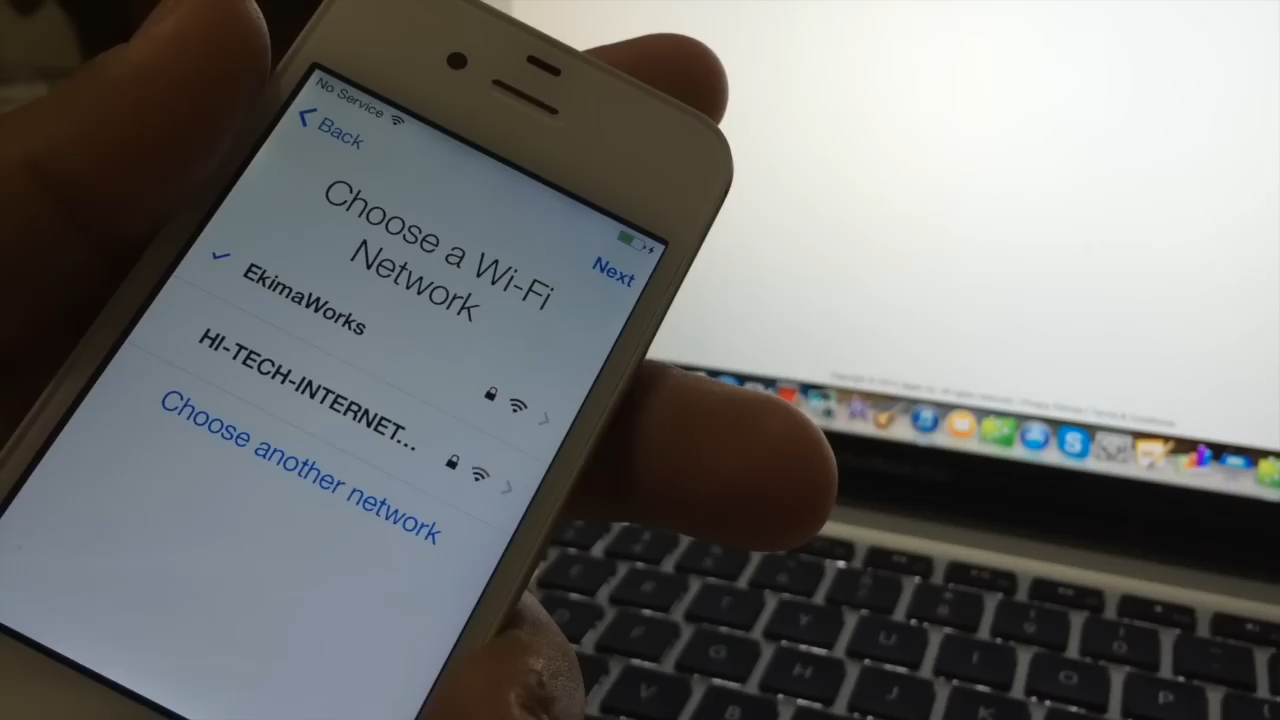 No Service
Back
Next
Choose a Wi-Fi
Network
EkimaWorks
HI-TECH-INTERNET...
Choose another network
Y
U
I
O
P
G
H
J
K
V
B